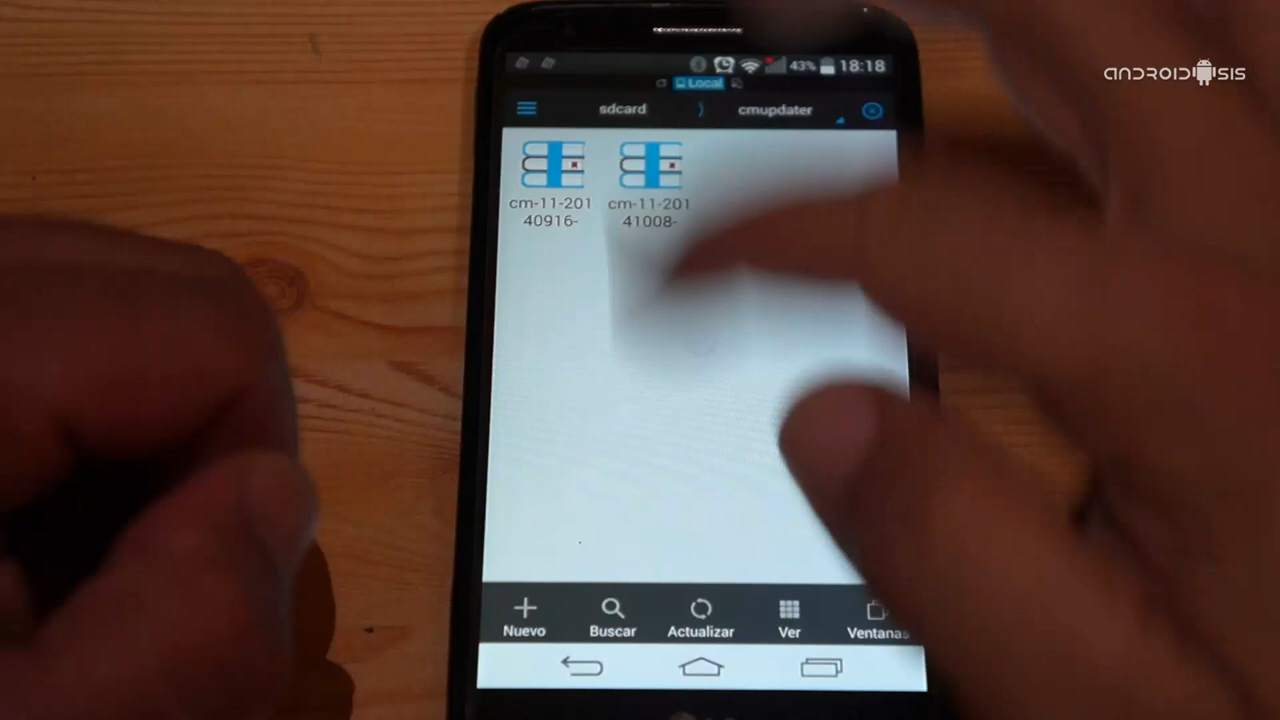 ANDROIDSIS
43% 18:18
Local
sdcard cmupdater
cm-11-201
40916-
cm-11-201
41008-
Nuevo Buscar Actualizar Ver Ventanas